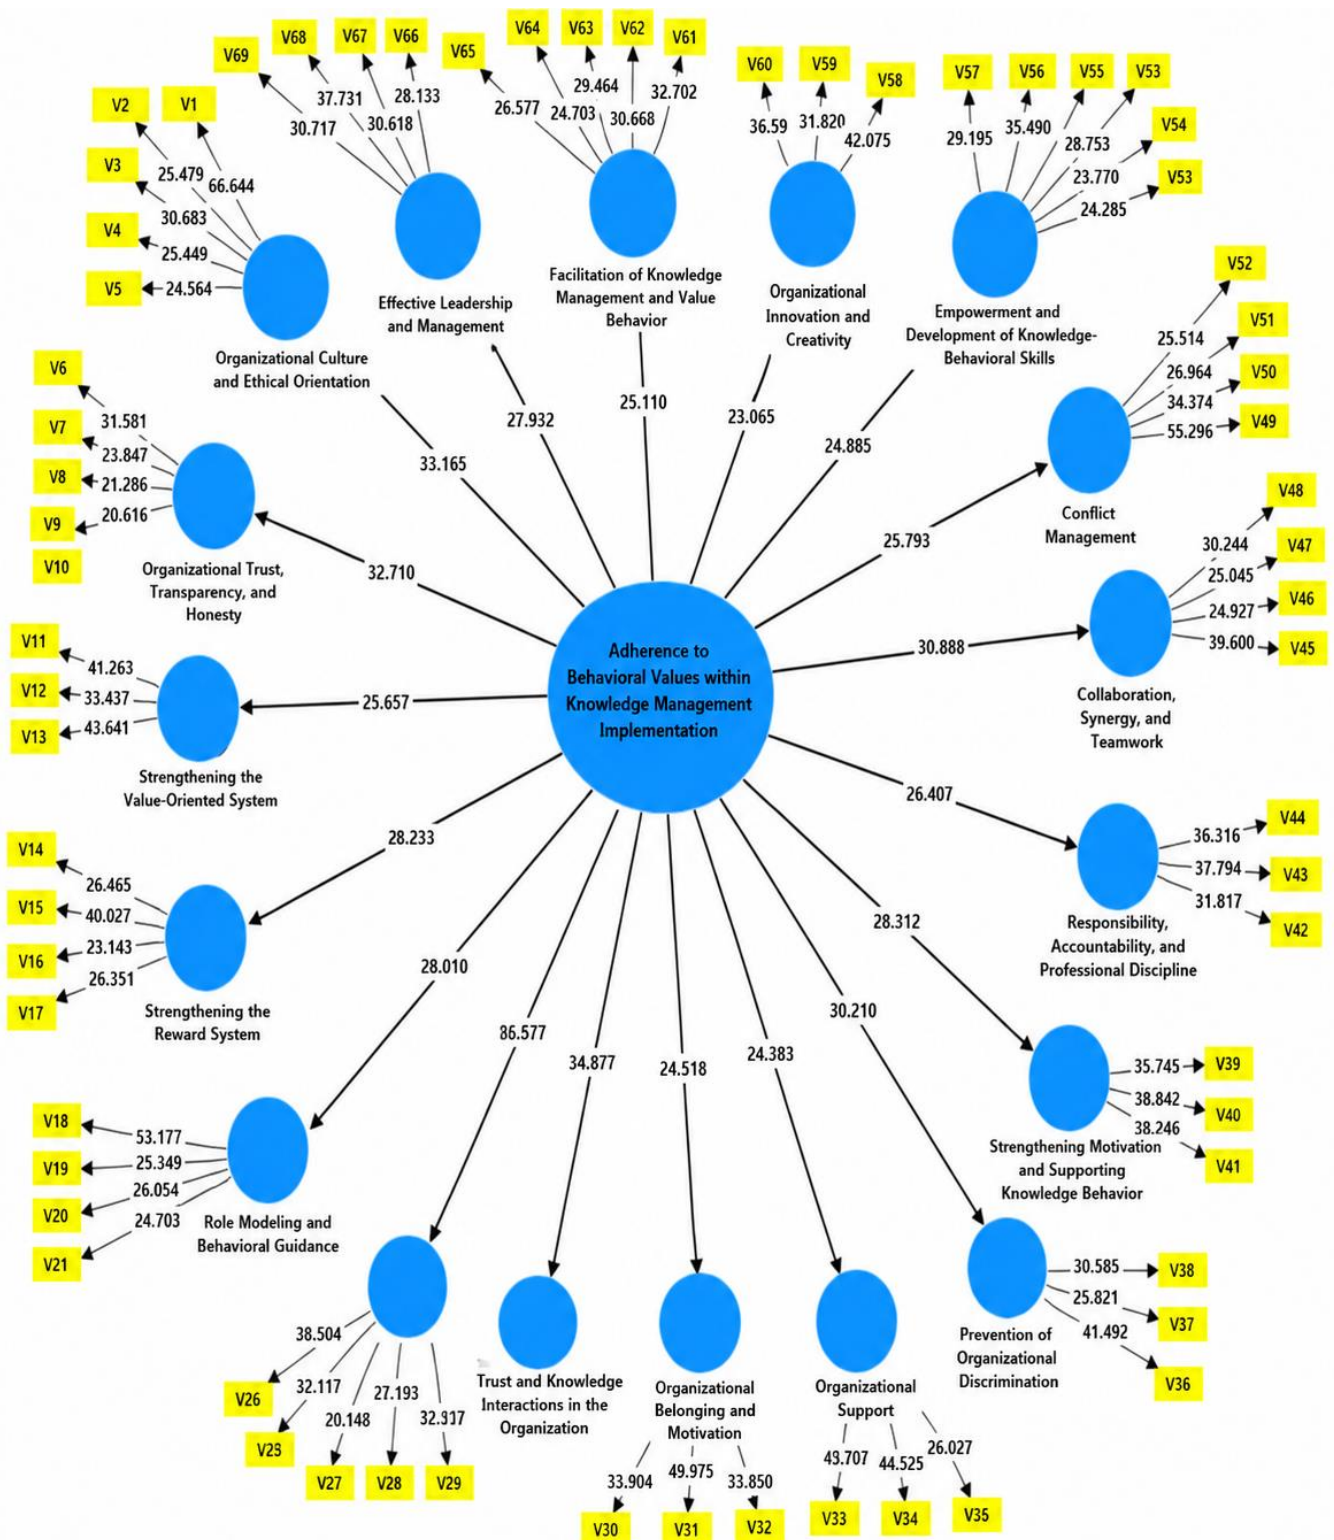 V69
V68
V67
V66
37.731
28.133
30.717
30.618
Effective Leadership
and Management
V65
V64
V63
V62
V61
26.577
24.703
29.464
30.668
32.702
Facilitation of Knowledge
Management and Value
Behavior
V60
V59
V58
36.59
31.820
42.075
Organizational
Innovation and
Creativity
V57
V56
V55
V53
V54
V53
29.195
35.490
28.753
23.770
24.285
Empowerment and
Development of Knowledge-
Behavioral Skills
V2
V1
V3
V4
V5
25.479
66.644
30.683
25.449
24.564
Organizational Culture
and Ethical Orientation
V52
V51
V50
V49
25.514
26.964
34.374
55.296
Conflict
Management
V6
V7
V8
V9
V10
31.581
23.847
21.286
20.616
Organizational Trust,
Transparency, and
Honesty
33.165
27.932
25.110
23.065
24.885
25.793
V48
V47
V46
V45
30.244
25.045
24.927
39.600
Collaboration,
Synergy, and
Teamwork
32.710
30.888
Adherence to
Behavioral Values within
Knowledge Management
Implementation
V11
V12
V13
41.263
33.437
43.641
Strengthening the
Value-Oriented System
25.657
26.407
V44
V43
V42
36.316
37.794
31.817
Responsibility,
Accountability, and
Professional Discipline
V14
V15
V16
V17
26.465
40.027
23.143
26.351
Strengthening the
Reward System
28.233
28.312
28.010
30.210
86.577
34.877
24.518
24.383
V39
V40
V41
35.745
38.842
38.246
Strengthening Motivation
and Supporting
Knowledge Behavior
V18
V19
V20
V21
53.177
25.349
26.054
24.703
Role Modeling and
Behavioral Guidance
V38
V37
V36
30.585
25.821
41.492
Prevention of
Organizational
Discrimination
38.504
32.117
20.148
27.193
V26
V27
V28
V29
Trust and Knowledge
Interactions in the
Organization
Organizational
Belonging and
Motivation
33.904
49.975
33.850
V30
V31
V32
Organizational
Support
44.525
26.027
V33
V34
V35